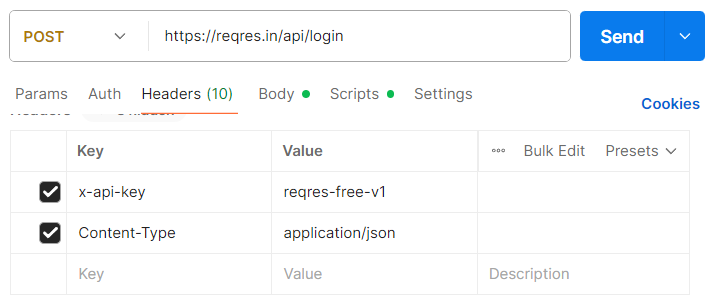 POST https://reqres.in/api/login Send
Params Auth Headers (10) Body Scripts Settings
Cookies
Key Value Bulk Edit Presets
x-api-key reqres-free-v1
Content-Type application/json
Key Value Description